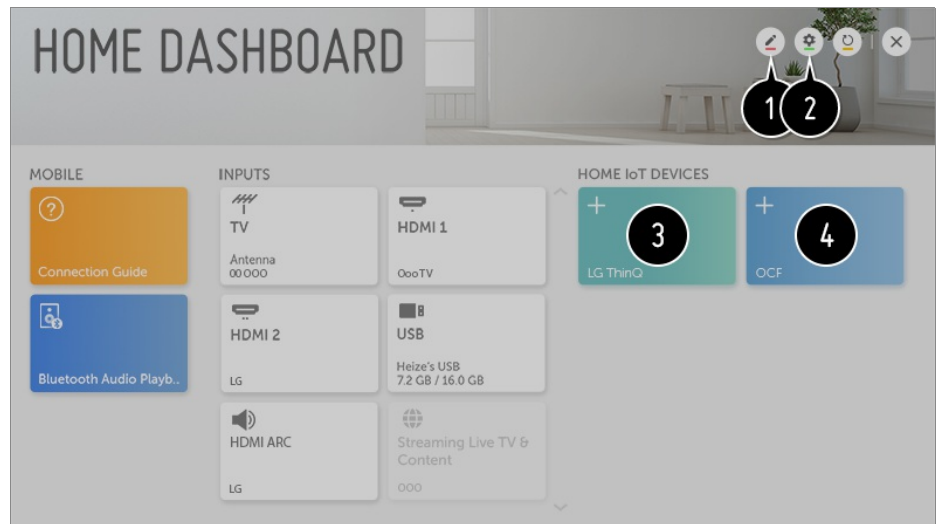 HOME DASHBOARD
1
2
MOBILE
Connection Guide
Bluetooth Audio Playb..
INPUTS
TV
Antenna
00 000
HDMI 1
OooTV
HDMI 2
LG
USB
Heize's USB
7.2 GB / 16.0 GB
HDMI ARC
LG
Streaming Live TV &
Content
000
HOME IoT DEVICES
3
LG ThinQ
4
OCF